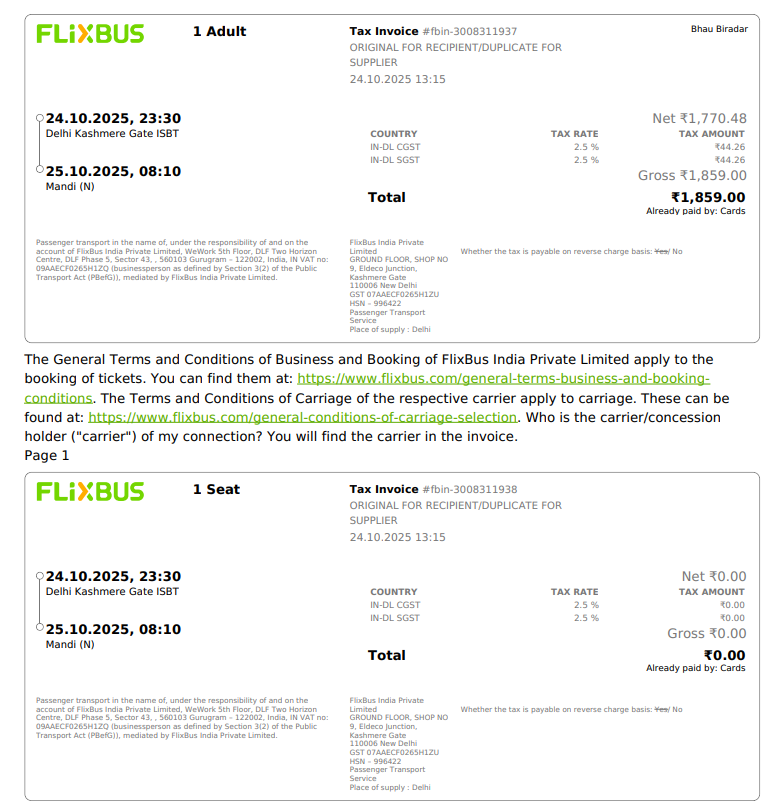 FLiXBUS
1 Adult
Tax Invoice #fbin-3008311937
ORIGINAL FOR RECIPIENT/DUPLICATE FOR
SUPPLIER
24.10.2025 13:15
Bhau Biradar
24.10.2025, 23:30
Delhi Kashmere Gate ISBT
25.10.2025, 08:10
Mandi (N)
Net ₹1,770.48
COUNTRY TAX RATE TAX AMOUNT
IN-DL CGST 2.5 % ₹44.26
IN-DL SGST 2.5 % ₹44.26
Gross ₹1,859.00
Total ₹1,859.00
Already paid by: Cards
Passenger transport in the name of, under the responsibility of and on the
account of FlixBus India Private Limited, WeWork 5th Floor, DLF Two Horizon
Centre, DLF Phase 5, Sector 43, , 560103 Gurugram – 122002, India, IN VAT no:
09AAECF0265H1ZQ (businessperson as defined by Section 3(2) of the Public
Transport Act (PBefG)), mediated by FlixBus India Private Limited.
FlixBus India Private
Limited
GROUND FLOOR, SHOP NO
9, Eldeco Junction,
Kashmere Gate
110006 New Delhi
GST 07AAECF0265H1ZU
HSN – 996422
Passenger Transport
Service
Place of supply : Delhi
Whether the tax is payable on reverse charge basis: Yes/ No
The General Terms and Conditions of Business and Booking of FlixBus India Private Limited apply to the
booking of tickets. You can find them at: https://www.flixbus.com/general-terms-business-and-booking-
conditions. The Terms and Conditions of Carriage of the respective carrier apply to carriage. These can be
found at: https://www.flixbus.com/general-conditions-of-carriage-selection. Who is the carrier/concession
holder ("carrier") of my connection? You will find the carrier in the invoice.
Page 1
FLiXBUS
1 Seat
Tax Invoice #fbin-3008311938
ORIGINAL FOR RECIPIENT/DUPLICATE FOR
SUPPLIER
24.10.2025 13:15
24.10.2025, 23:30
Delhi Kashmere Gate ISBT
25.10.2025, 08:10
Mandi (N)
Net ₹0.00
COUNTRY TAX RATE TAX AMOUNT
IN-DL CGST 2.5 % ₹0.00
IN-DL SGST 2.5 % ₹0.00
Gross ₹0.00
Total ₹0.00
Already paid by: Cards
Passenger transport in the name of, under the responsibility of and on the
account of FlixBus India Private Limited, WeWork 5th Floor, DLF Two Horizon
Centre, DLF Phase 5, Sector 43, , 560103 Gurugram – 122002, India, IN VAT no:
09AAECF0265H1ZQ (businessperson as defined by Section 3(2) of the Public
Transport Act (PBefG)), mediated by FlixBus India Private Limited.
FlixBus India Private
Limited
GROUND FLOOR, SHOP NO
9, Eldeco Junction,
Kashmere Gate
110006 New Delhi
GST 07AAECF0265H1ZU
HSN – 996422
Passenger Transport
Service
Place of supply : Delhi
Whether the tax is payable on reverse charge basis: Yes/ No